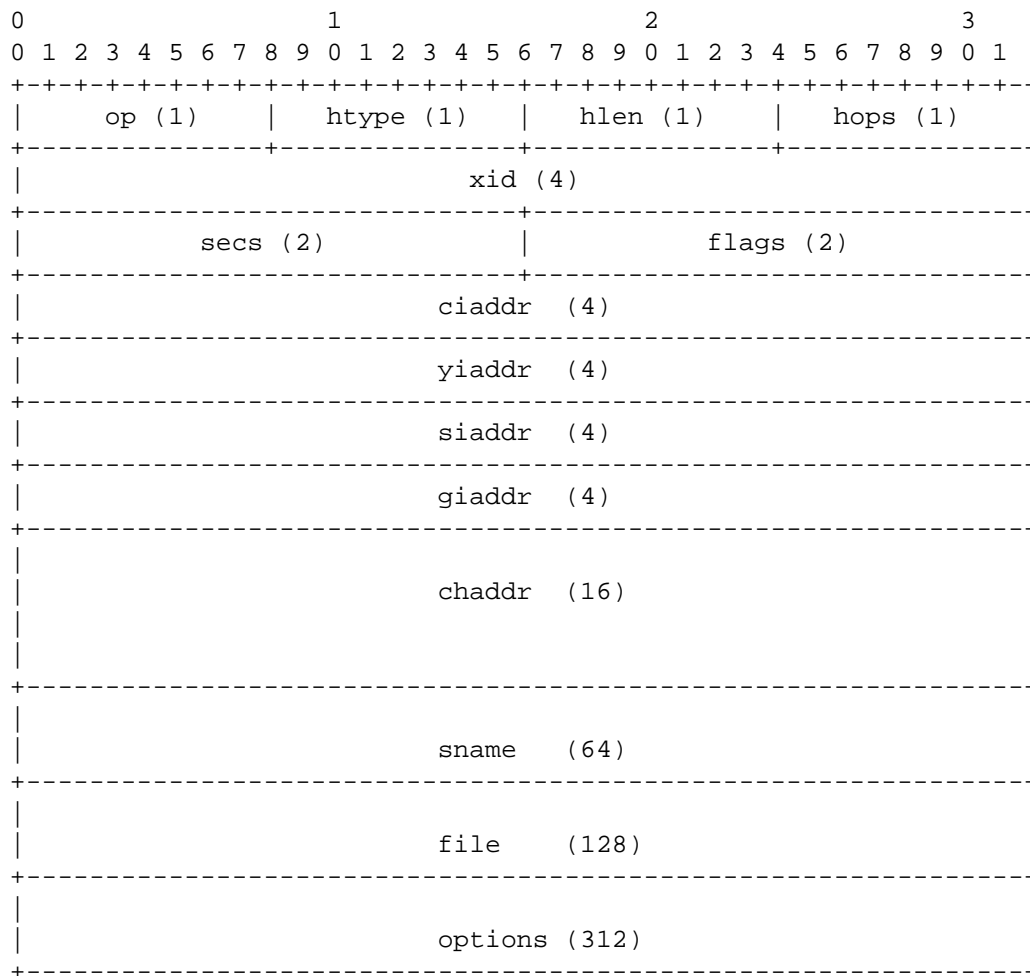 0                   1                   2                   3
0 1 2 3 4 5 6 7 8 9 0 1 2 3 4 5 6 7 8 9 0 1 2 3 4 5 6 7 8 9 0 1
+-+-+-+-+-+-+-+-+-+-+-+-+-+-+-+-+-+-+-+-+-+-+-+-+-+-+-+-+-+-+-+--
|     op (1)    |   htype (1)   |   hlen (1)    |   hops (1)
+---------------+---------------+---------------+----------------
|                            xid (4)
+-------------------------------+--------------------------------
|           secs (2)            |           flags (2)
+-------------------------------+--------------------------------
|                          ciaddr  (4)
+----------------------------------------------------------------
|                          yiaddr  (4)
+----------------------------------------------------------------
|                          siaddr  (4)
+----------------------------------------------------------------
|                          giaddr  (4)
+----------------------------------------------------------------
|
|                          chaddr  (16)
|
|
+----------------------------------------------------------------
|
|                          sname   (64)
+----------------------------------------------------------------
|
|                          file    (128)
+----------------------------------------------------------------
|
|                          options (312)
+----------------------------------------------------------------